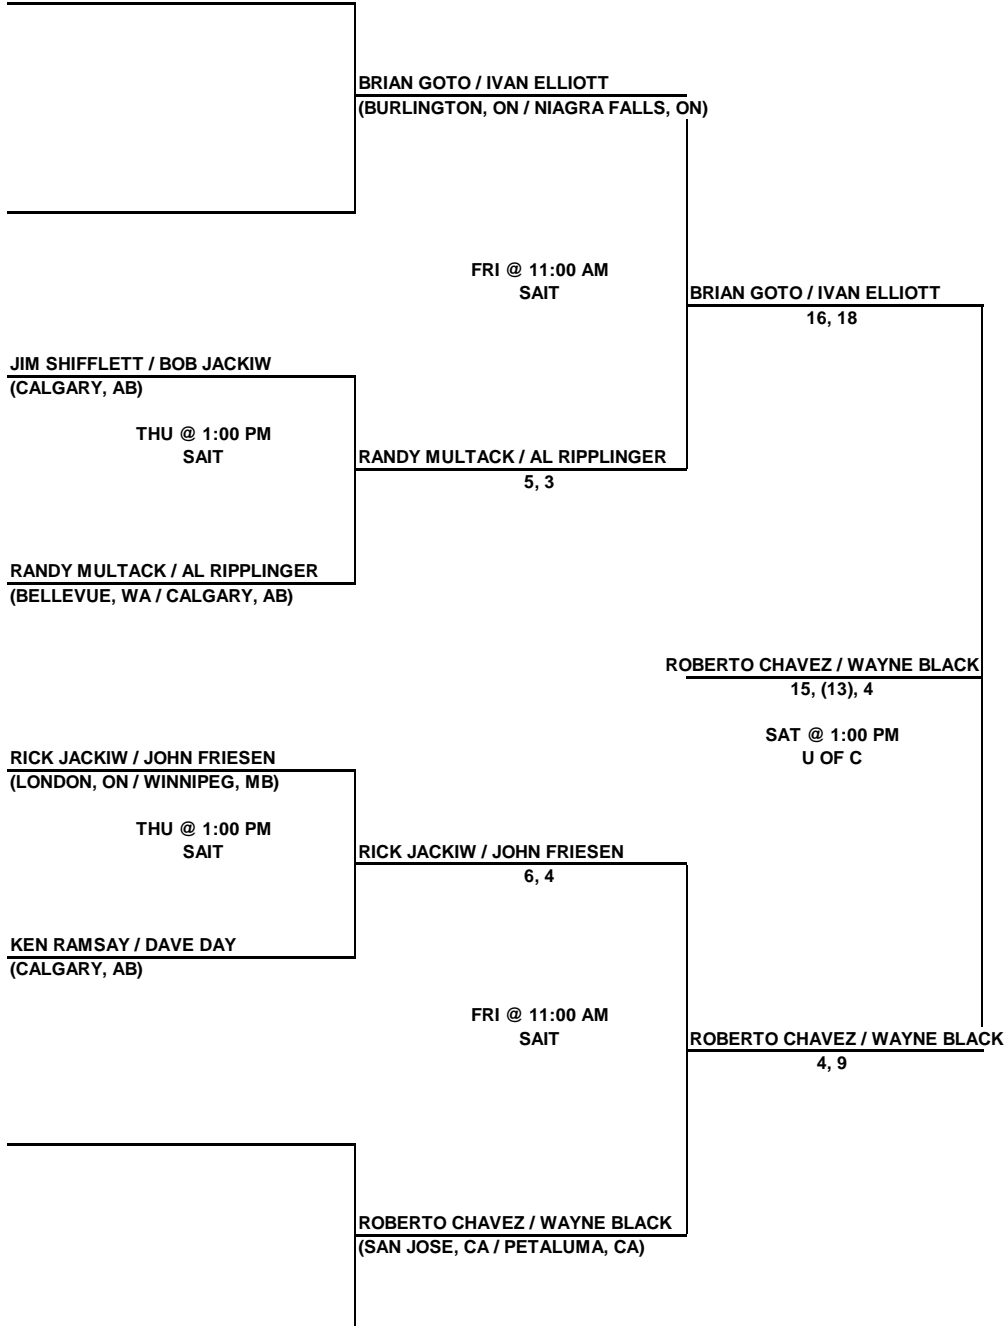 BRIAN GOTO / IVAN ELLIOTT
(BURLINGTON, ON / NIAGRA FALLS, ON)
FRI @ 11:00 AM
SAIT
BRIAN GOTO / IVAN ELLIOTT
16, 18
JIM SHIFFLETT / BOB JACKIW
(CALGARY, AB)
THU @ 1:00 PM
SAIT
RANDY MULTACK / AL RIPPLINGER
5, 3
RANDY MULTACK / AL RIPPLINGER
(BELLEVUE, WA / CALGARY, AB)
ROBERTO CHAVEZ / WAYNE BLACK
15, (13), 4
SAT @ 1:00 PM
U OF C
RICK JACKIW / JOHN FRIESEN
(LONDON, ON / WINNIPEG, MB)
THU @ 1:00 PM
SAIT
RICK JACKIW / JOHN FRIESEN
6, 4
KEN RAMSAY / DAVE DAY
(CALGARY, AB)
FRI @ 11:00 AM
SAIT
ROBERTO CHAVEZ / WAYNE BLACK
4, 9
ROBERTO CHAVEZ / WAYNE BLACK
(SAN JOSE, CA / PETALUMA, CA)